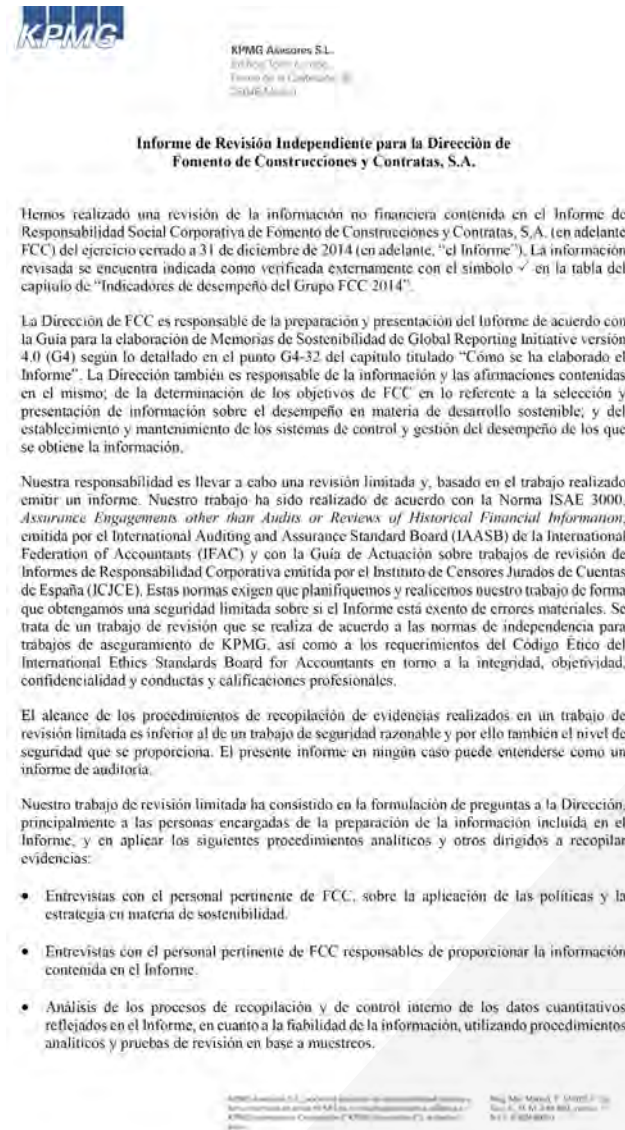 KPMG
KPMG Asesores S.L.
Informe de Revisión Independiente para la Dirección de
Fomento de Construcciones y Contratas, S.A.
Hemos realizado una revisión de la información no financiera contenida en el Informe de
Responsabilidad Social Corporativa de Fomento de Construcciones y Contratas, S.A. (en adelante
FCC) del ejercicio cerrado a 31 de diciembre de 2014 (en adelante, “el Informe”). La información
revisada se encuentra indicada como verificada externamente con el símbolo ✓ en la tabla del
capítulo de “Indicadores de desempeño del Grupo FCC 2014”.
La Dirección de FCC es responsable de la preparación y presentación del Informe de acuerdo con
la Guía para la elaboración de Memorias de Sostenibilidad de Global Reporting Initiative versión
4.0 (G4) según lo detallado en el punto G4-32 del capítulo titulado “Cómo se ha elaborado el
Informe”. La Dirección también es responsable de la información y las afirmaciones contenidas
en el mismo; de la determinación de los objetivos de FCC en lo referente a la selección y
presentación de información sobre el desempeño en materia de desarrollo sostenible; y del
establecimiento y mantenimiento de los sistemas de control y gestión del desempeño de los que
se obtiene la información.
Nuestra responsabilidad es llevar a cabo una revisión limitada y, basado en el trabajo realizado
emitir un informe. Nuestro trabajo ha sido realizado de acuerdo con la Norma ISAE 3000,
Assurance Engagements other than Audits or Reviews of Historical Financial Information,
emitida por el International Auditing and Assurance Standard Board (IAASB) de la International
Federation of Accountants (IFAC) y con la Guía de Actuación sobre trabajos de revisión de
Informes de Responsabilidad Corporativa emitida por el Instituto de Censores Jurados de Cuentas
de España (ICJCE). Estas normas exigen que planifiquemos y realicemos nuestro trabajo de forma
que obtengamos una seguridad limitada sobre si el Informe está exento de errores materiales. Se
trata de un trabajo de revisión que se realiza de acuerdo a las normas de independencia para
trabajos de aseguramiento de KPMG, así como a los requerimientos del Código Ético del
International Ethics Standards Board for Accountants en torno a la integridad, objetividad,
confidencialidad y conductas y calificaciones profesionales.
El alcance de los procedimientos de recopilación de evidencias realizados en un trabajo de
revisión limitada es inferior al de un trabajo de seguridad razonable y por ello también el nivel de
seguridad que se proporciona. El presente informe en ningún caso puede entenderse como un
informe de auditoría.
Nuestro trabajo de revisión limitada ha consistido en la formulación de preguntas a la Dirección,
principalmente a las personas encargadas de la preparación de la información incluida en el
Informe, y en aplicar los siguientes procedimientos analíticos y otros dirigidos a recopilar
evidencias:
• Entrevistas con el personal pertinente de FCC, sobre la aplicación de las políticas y la
estrategia en materia de sostenibilidad.
• Entrevistas con el personal pertinente de FCC responsables de proporcionar la información
contenida en el Informe.
• Análisis de los procesos de recopilación y de control interno de los datos cuantitativos
reflejados en el Informe, en cuanto a la fiabilidad de la información, utilizando procedimientos
analíticos y pruebas de revisión en base a muestreos.